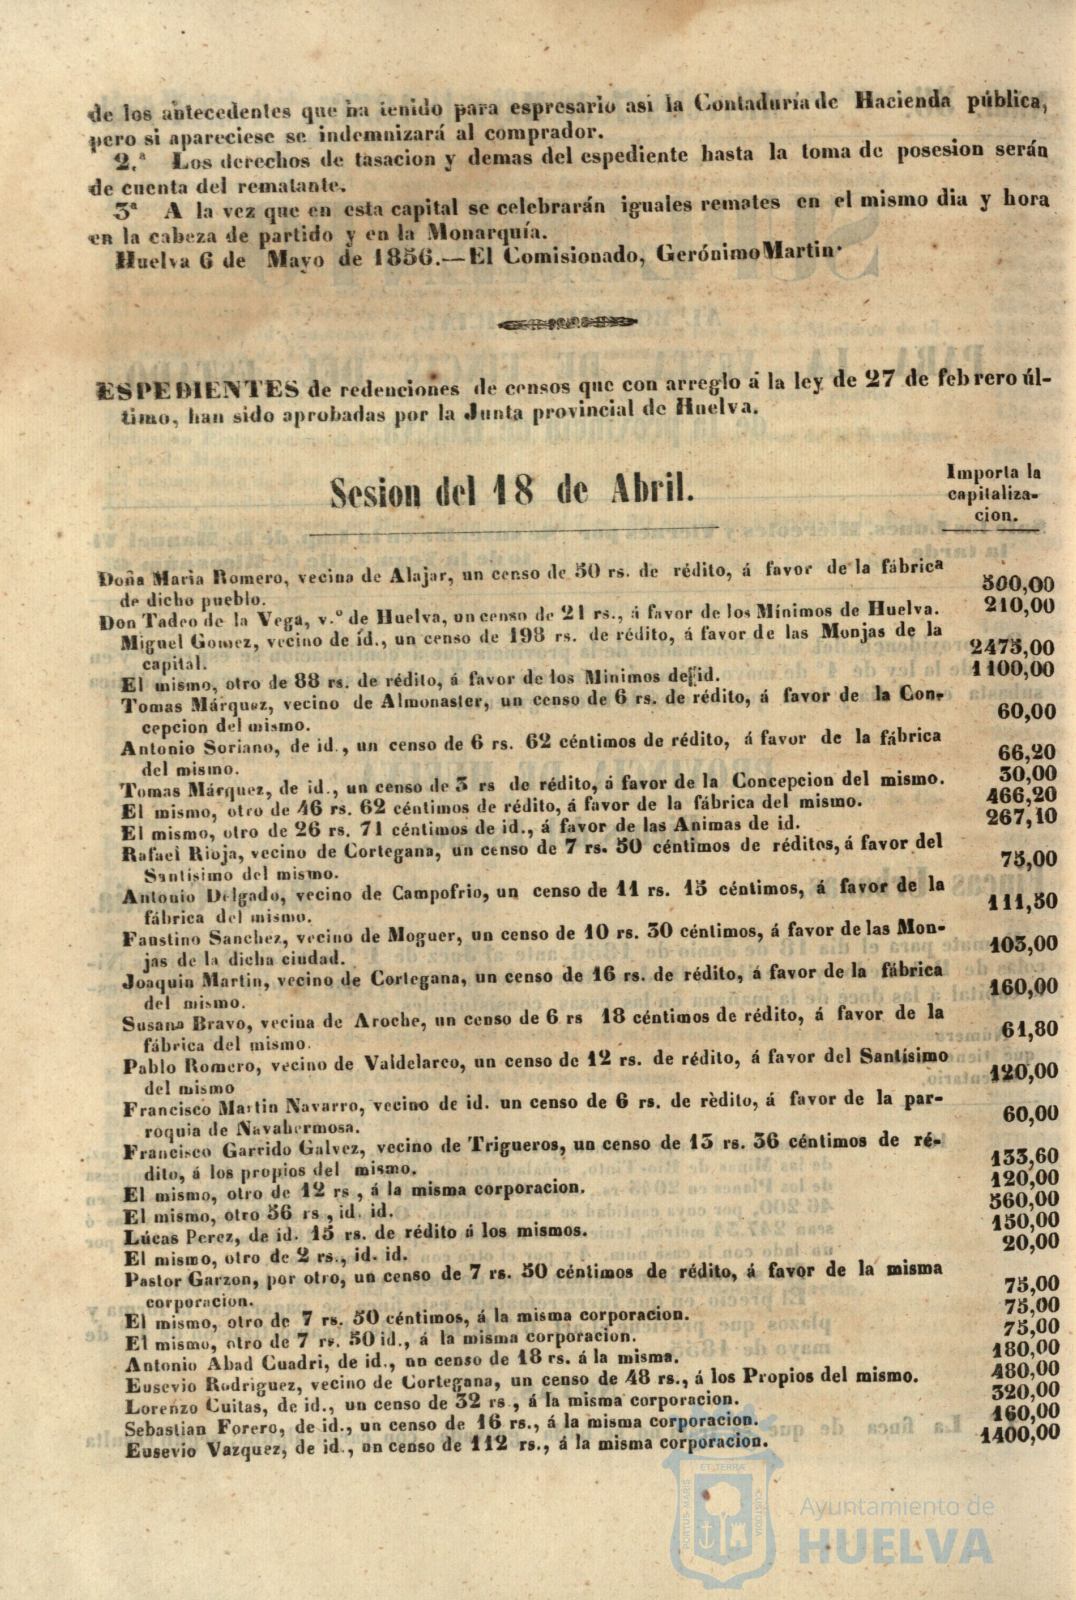 de los antecedentes que ha tenido para espresarlo asi la Contaduría de Hacienda pública,
pero si apareciese se indemnizará al comprador.
2.ª Los derechos de tasacion y demas del espediente hasta la toma de posesion serán
de cuenta del rematante.
3ª A la vez que en esta capital se celebrarán iguales remates en el mismo dia y hora
en la cabeza de partido y en la Monarquía.
Huelva 6 de Mayo de 1856.—El Comisionado, Gerónimo Martin·
ESPEDIENTES de redenciones de censos que con arreglo á la ley de 27 de febrero úl-
timo, han sido aprobadas por la Junta provincial de Huelva.
Sesion del 18 de Abril.
Importa la
capitaliza-
cion.
Doña Maria Romero, vecina de Alajar, un censo de 50 rs. de rédito, á favor de la fábrica
de dicho pueblo. 500,00
Don Tadeo de la Vega, v.º de Huelva, un censo de 21 rs., á favor de los Mínimos de Huelva. 210,00
Miguel Gomez, vecino de id., un censo de 198 rs. de rédito, á favor de las Monjas de la
capital. 2475,00
El mismo, otro de 88 rs. de rédito, á favor de los Minimos de id. 1100,00
Tomas Márquez, vecino de Almonaster, un censo de 6 rs. de rédito, á favor de la Con-
cepcion del mismo. 60,00
Antonio Soriano, de id., un censo de 6 rs. 62 céntimos de rédito, á favor de la fábrica
del mismo. 66,20
Tomas Márquez, de id., un censo de 3 rs de rédito, á favor de la Concepcion del mismo. 30,00
El mismo, otro de 46 rs. 62 céntimos de rédito, á favor de la fábrica del mismo. 466,20
El mismo, otro de 26 rs. 71 céntimos de id., á favor de las Animas de id. 267,10
Rafael Rioja, vecino de Cortegana, un censo de 7 rs. 50 céntimos de réditos, á favor del
Santísimo del mismo. 75,00
Antonio Delgado, vecino de Campofrio, un censo de 11 rs. 15 céntimos, á favor de la
fábrica del mismo. 111,50
Faustino Sanchez, vecino de Moguer, un censo de 10 rs. 30 céntimos, á favor de las Mon-
jas de la dicha ciudad. 103,00
Joaquin Martin, vecino de Cortegana, un censo de 16 rs. de rédito, á favor de la fábrica
del mismo. 160,00
Susana Bravo, vecina de Aroche, un censo de 6 rs 18 céntimos de rédito, á favor de la
fábrica del mismo. 61,80
Pablo Romero, vecino de Valdelarco, un censo de 12 rs. de rédito, á favor del Santísimo
del mismo 120,00
Francisco Martin Navarro, vecino de id. un censo de 6 rs. de rèdito, á favor de la par-
roquia de Navahermosa. 60,00
Francisco Garrido Galvez, vecino de Trigueros, un censo de 13 rs. 36 céntimos de ré-
dito, á los propios del mismo. 133,60
El mismo, otro de 12 rs, á la misma corporacion. 120,00
El mismo, otro 56 rs, id. id. 560,00
Lúcas Perez, de id. 15 rs. de rédito á los mismos. 150,00
El mismo, otro de 2 rs., id. id. 20,00
Pastor Garzon, por otro, un censo de 7 rs. 50 céntimos de rédito, á favor de la misma
corporacion. 75,00
El mismo, otro de 7 rs. 50 céntimos, á la misma corporacion. 75,00
El mismo, otro de 7 rs. 50 id., á la misma corporacion. 75,00
Antonio Abad Cuadri, de id., un censo de 18 rs. á la misma. 180,00
Eusevio Rodriguez, vecino de Cortegana, un censo de 48 rs., á los Propios del mismo. 480,00
Lorenzo Cuitas, de id., un censo de 32 rs, á la misma corporacion. 320,00
Sebastian Forero, de id., un censo de 16 rs., á la misma corporacion. 160,00
Eusevio Vazquez, de id., un censo de 112 rs., á la misma corporacion. 1400,00
PORTUS MARIS ET TERRÆ CUSTODIA
Ayuntamiento de
HUELVA